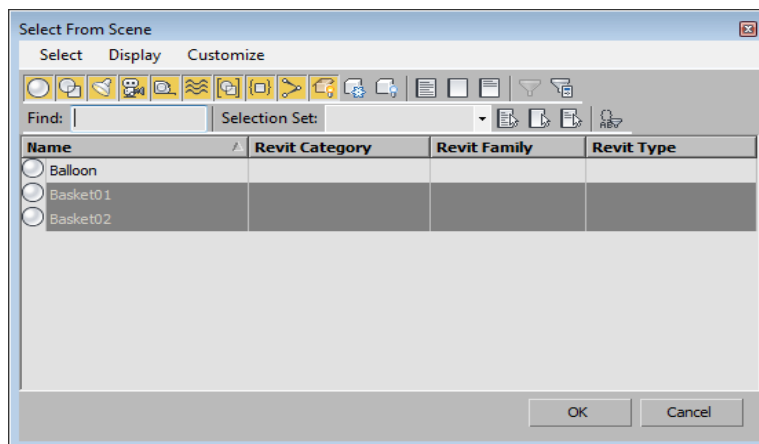 Select From Scene
Select Display Customize
Find: Selection Set:
Name Revit Category Revit Family Revit Type
Balloon
Basket01
Basket02
OK Cancel